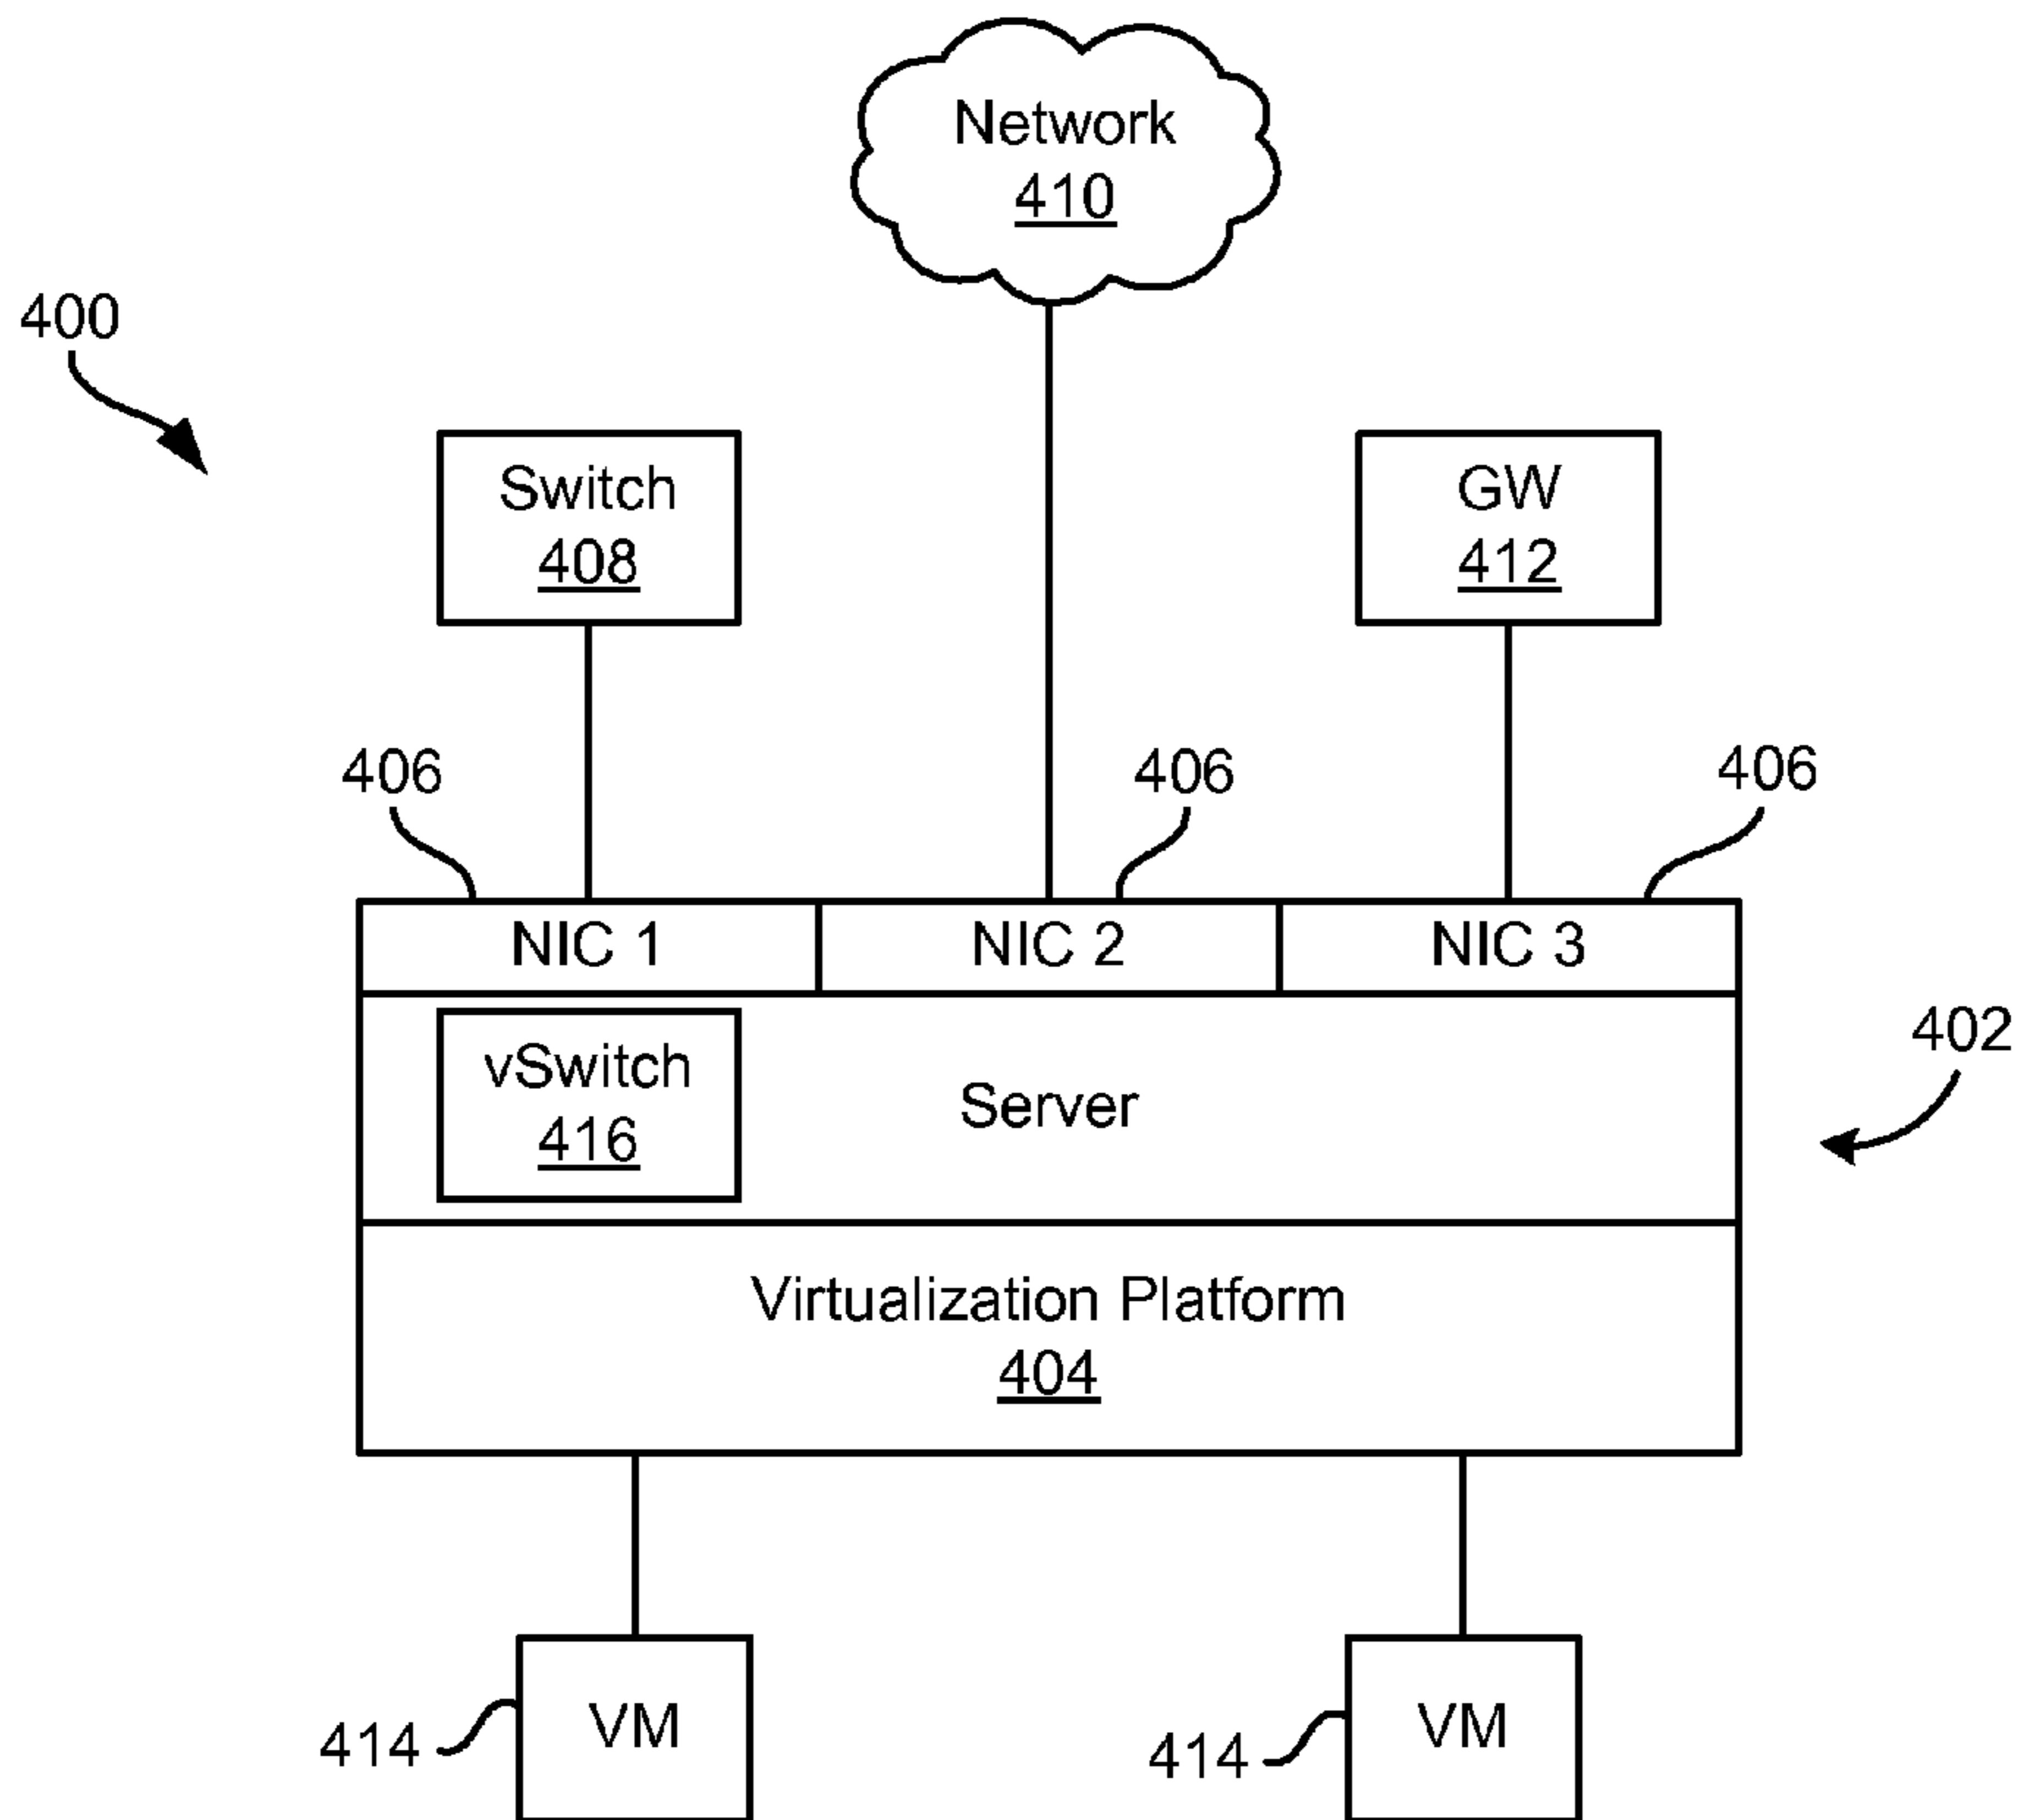 Network
410
400
Switch
408
GW
412
406
406
406
NIC 1
NIC 2
NIC 3
vSwitch
416
Server
402
Virtualization Platform
404
414
VM
414
VM